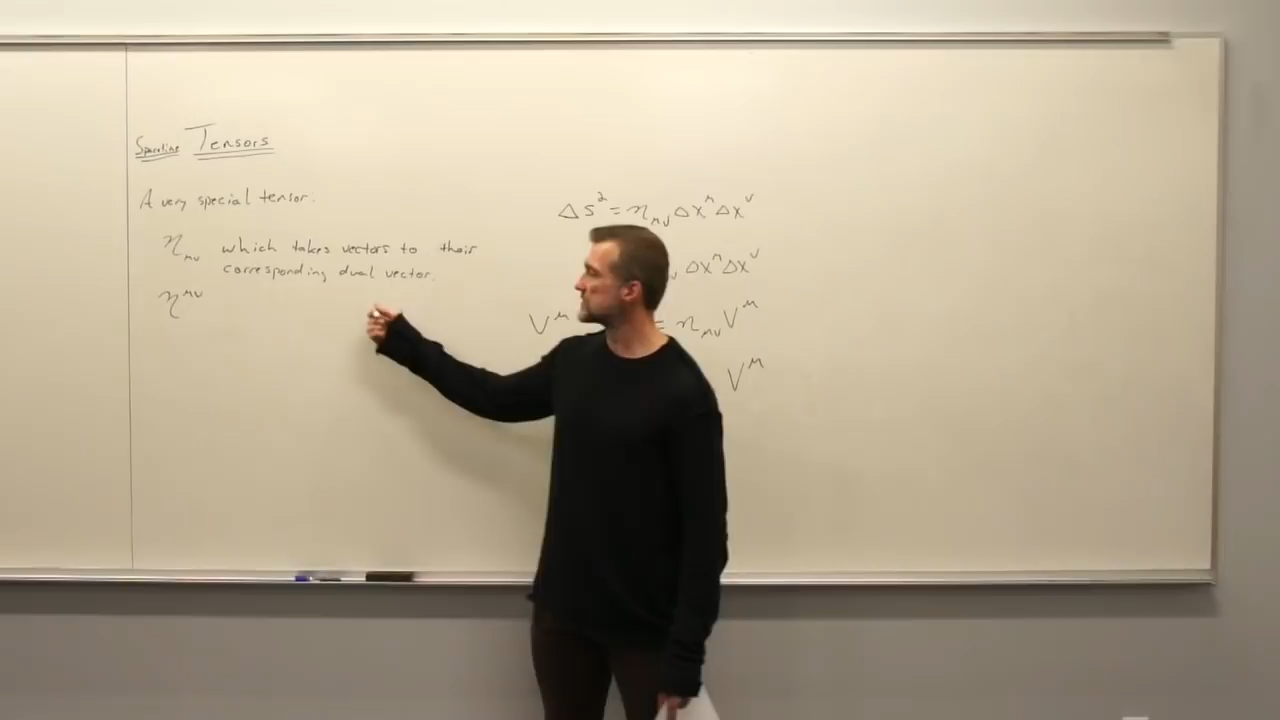 Spacetime Tensors
A very special tensor:
η_μν which takes vectors to their
corresponding dual vector.
η^μν
Δs² = η_μν Δx^μ Δx^ν
Δx^μ Δx^ν
V^μ = η_μν V^μ
V^μ